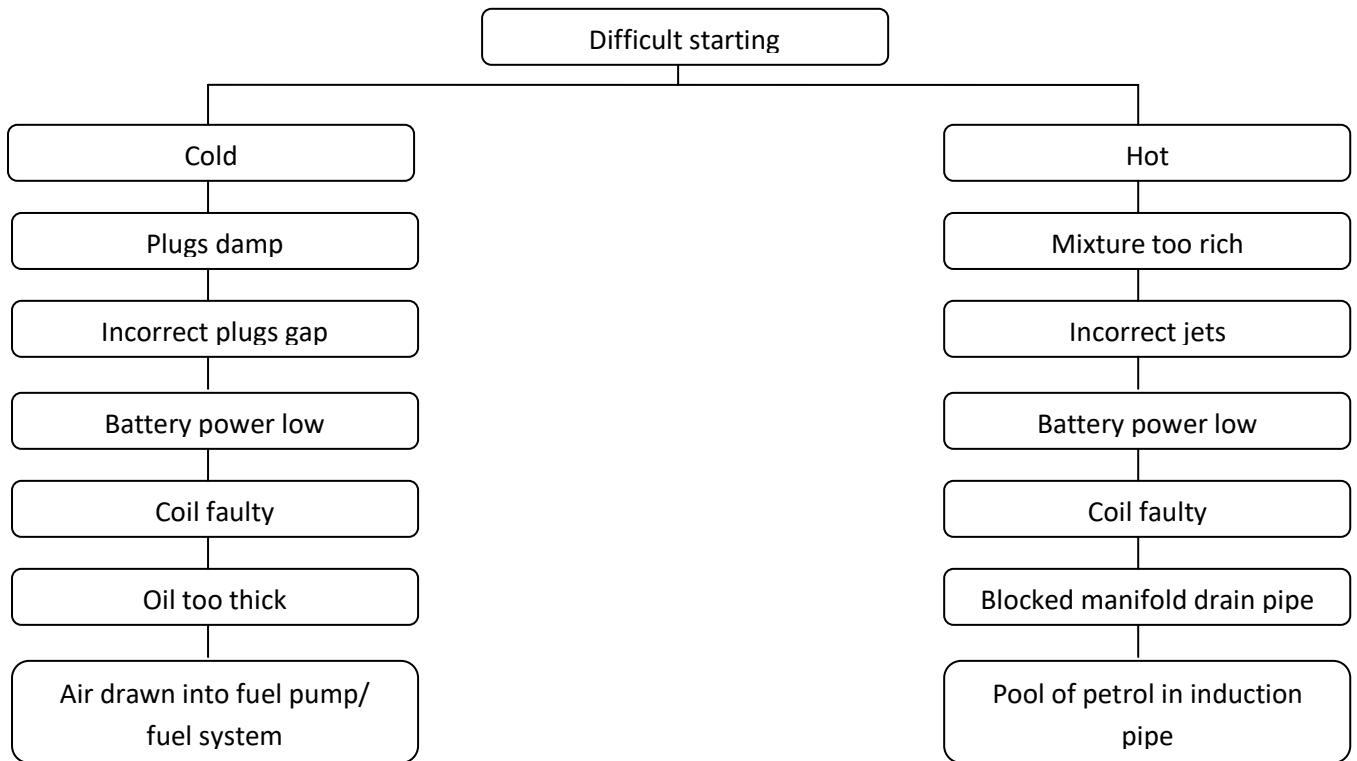 Difficult starting
Cold
Hot
Plugs damp
Mixture too rich
Incorrect plugs gap
Incorrect jets
Battery power low
Battery power low
Coil faulty
Coil faulty
Oil too thick
Blocked manifold drain pipe
Air drawn into fuel pump/
fuel system
Pool of petrol in induction
pipe